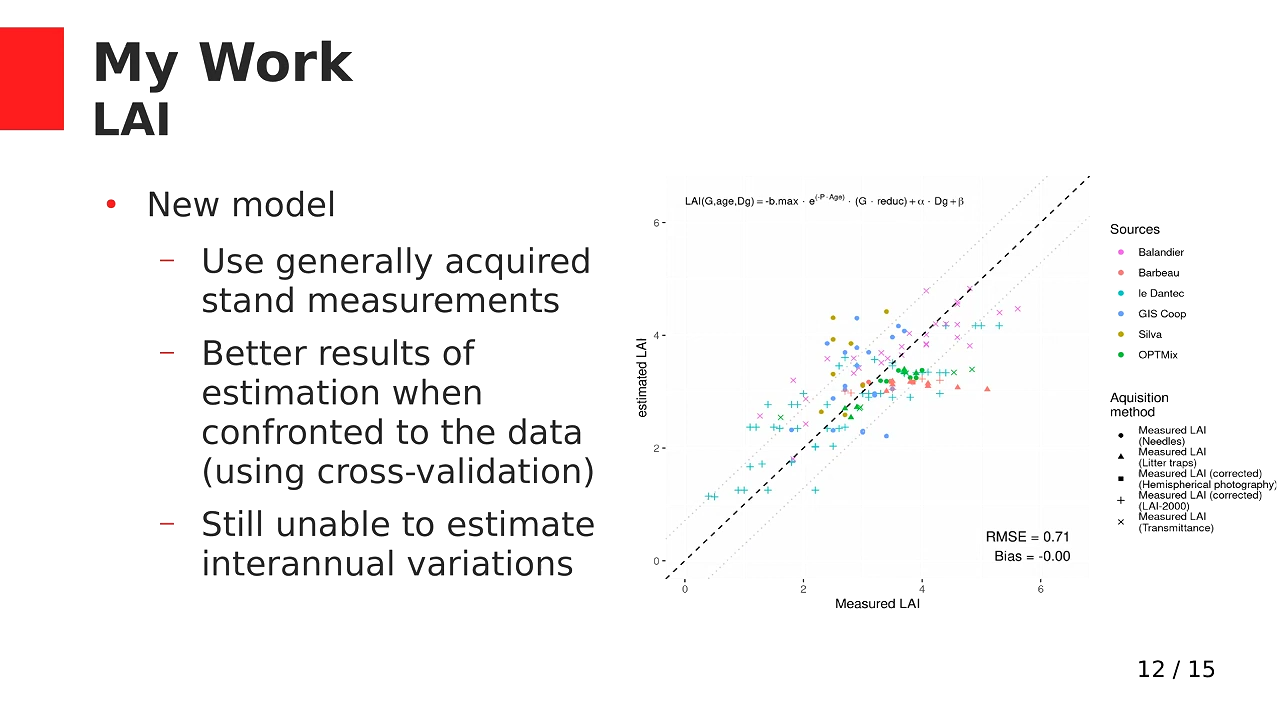 My Work
LAI
• New model
– Use generally acquired
stand measurements
– Better results of
estimation when
confronted to the data
(using cross-validation)
– Still unable to estimate
interannual variations
LAI(G,age,Dg) = -b.max · e^(-P·Age) · (G · reduc) + α · Dg + β
6
4
2
0
estimated LAI
0 2 4 6
Measured LAI
RMSE = 0.71
Bias = -0.00
Sources
Balandier
Barbeau
le Dantec
GIS Coop
Silva
OPTMix
Aquisition
method
Measured LAI
(Needles)
Measured LAI
(Litter traps)
Measured LAI (corrected)
(Hemispherical photography)
Measured LAI (corrected)
(LAI-2000)
Measured LAI
(Transmittance)
12 / 15